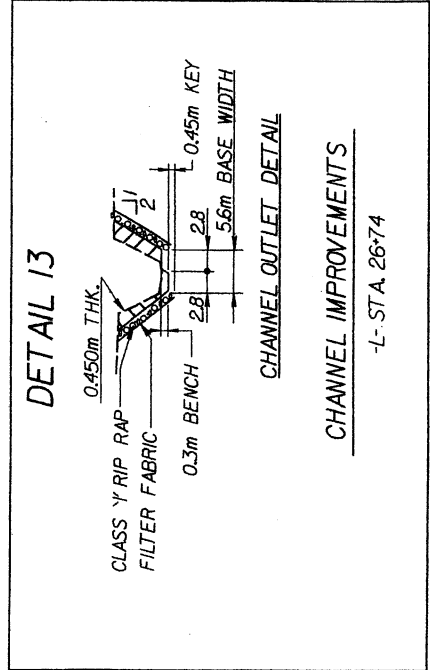 DETAIL 13
0.450m THK.
CLASS 'I' RIP RAP
FILTER FABRIC
0.3m BENCH
1
2
0.45m KEY
2.8
2.8
5.6m BASE WIDTH
CHANNEL OUTLET DETAIL
CHANNEL IMPROVEMENTS
-L- STA. 26+74